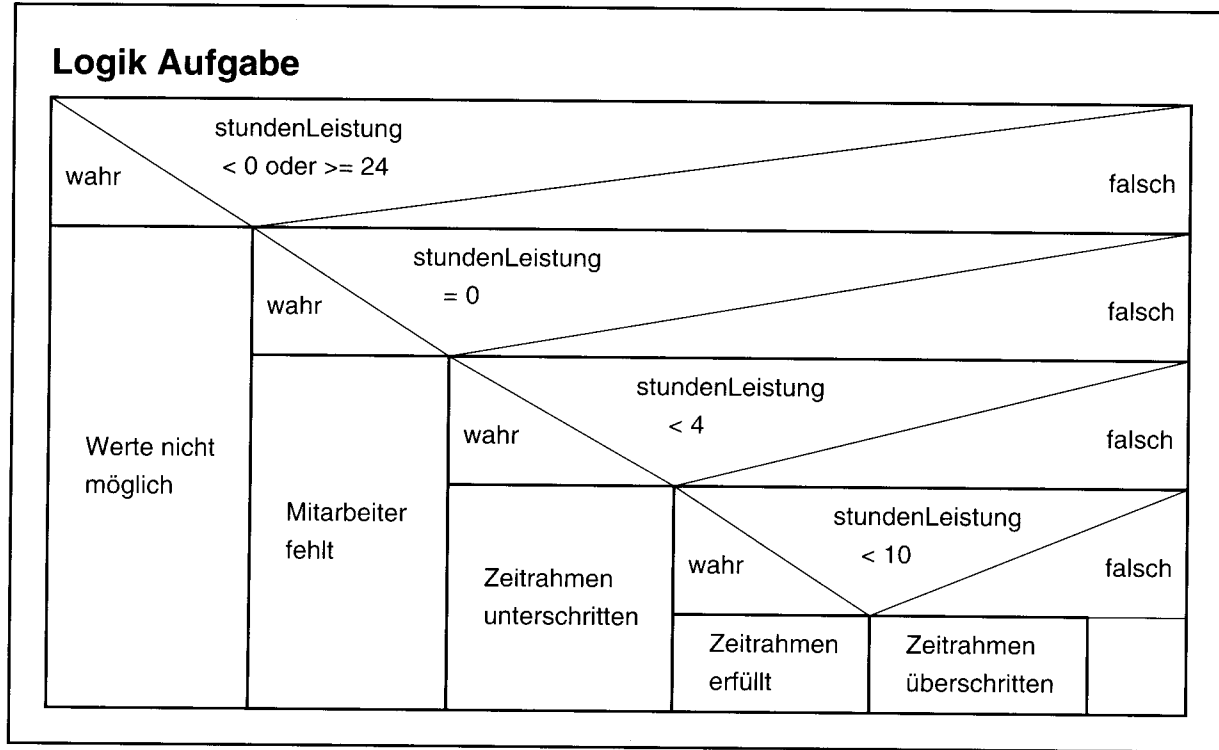 Logik Aufgabe
stundenLeistung
< 0 oder >= 24
wahr
falsch
stundenLeistung
= 0
wahr
falsch
stundenLeistung
< 4
wahr
falsch
Werte nicht
möglich
Mitarbeiter
fehlt
stundenLeistung
< 10
wahr
falsch
Zeitrahmen
unterschritten
Zeitrahmen
erfüllt
Zeitrahmen
überschritten